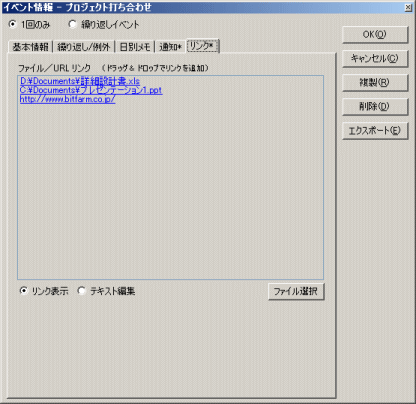 イベント情報 - プロジェクト打ち合わせ
1回のみ 繰り返しイベント
基本情報 繰り返し/例外 日別メモ 通知* リンク*
ファイル/URL リンク (ドラッグ & ドロップでリンクを追加)
D:¥Documents¥詳細設計書.xls
C:¥Documents¥プレゼンテーション1.ppt
http://www.bitfarm.co.jp/
リンク表示 テキスト編集 ファイル選択
OK(O)
キャンセル(C)
複製(R)
削除(D)
エクスポート(E)